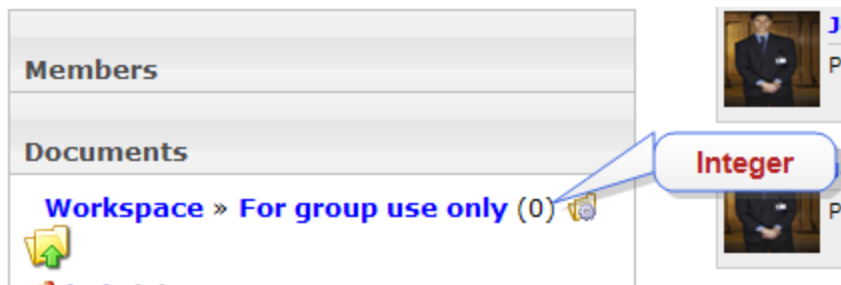 Members
Documents
Integer
Workspace » For group use only (0)